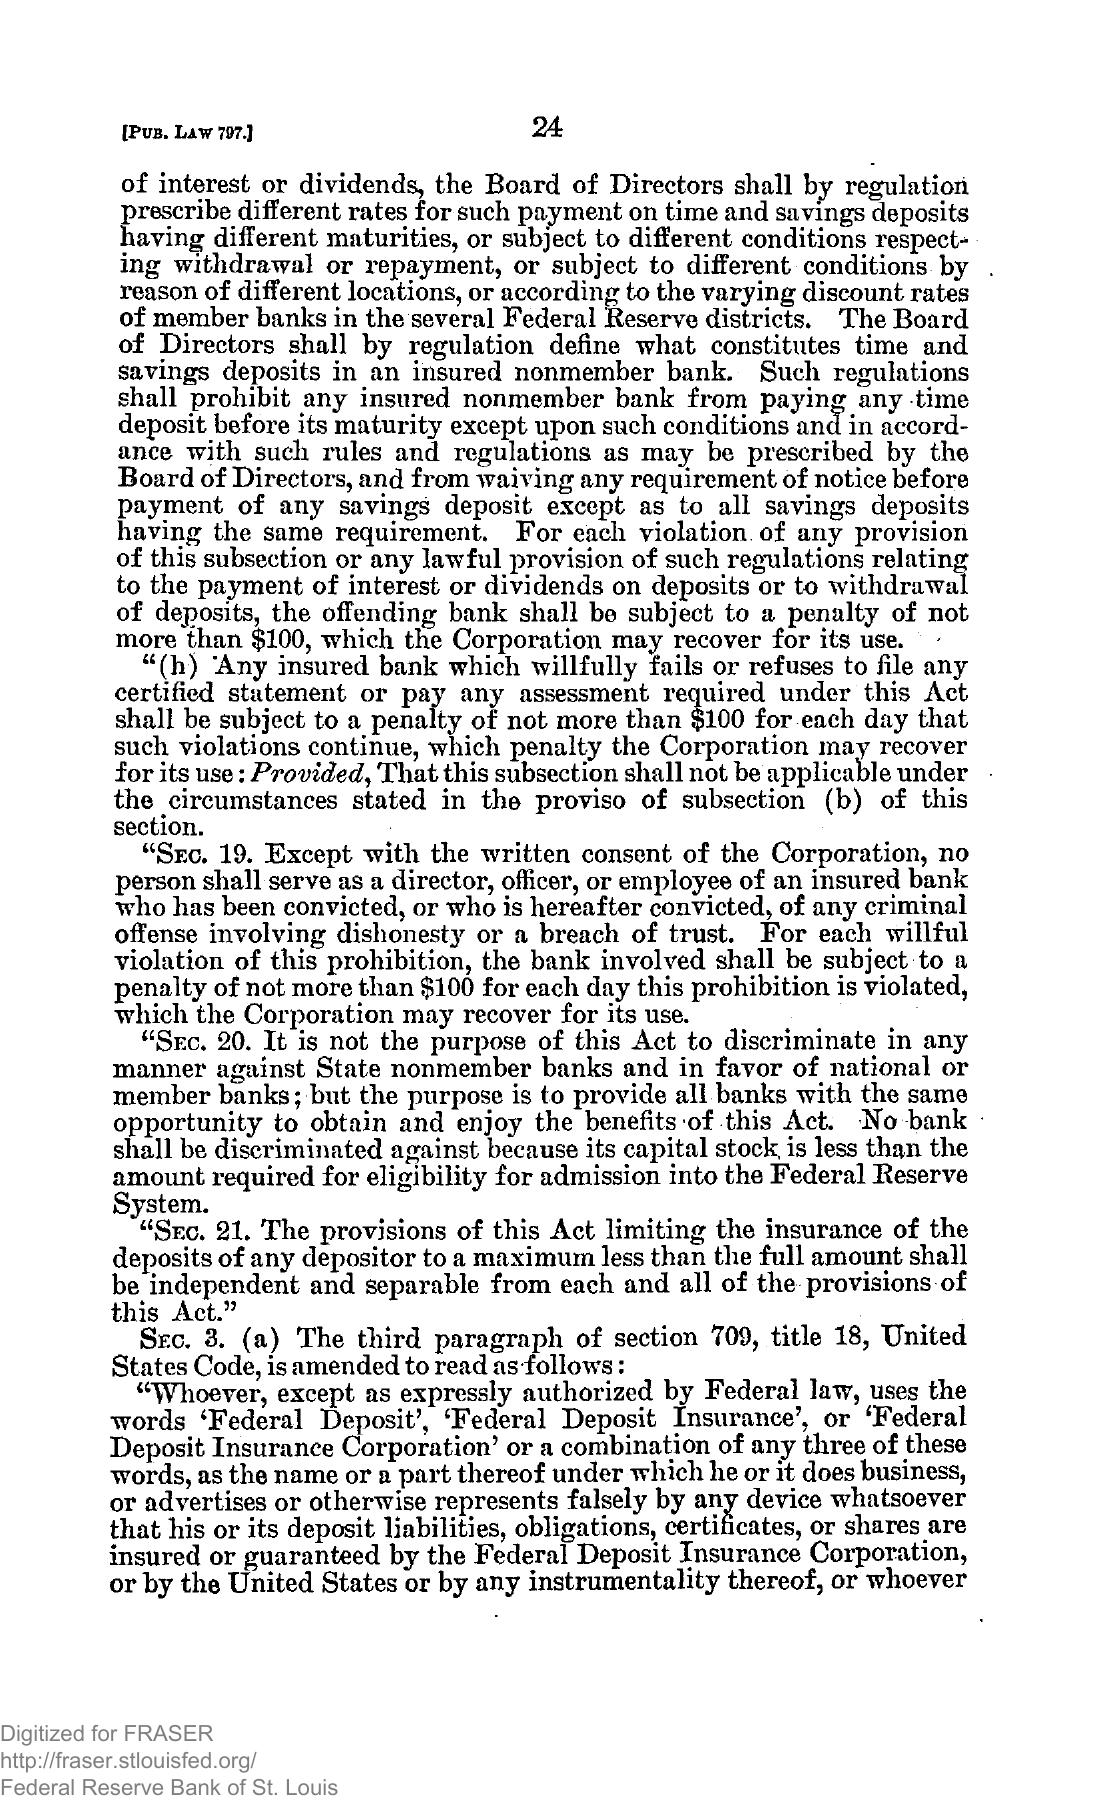 [PUB. LAW 797.]
24
of interest or dividends, the Board of Directors shall by regulation
prescribe different rates for such payment on time and savings deposits
having different maturities, or subject to different conditions respect-
ing withdrawal or repayment, or subject to different conditions by
reason of different locations, or according to the varying discount rates
of member banks in the several Federal Reserve districts. The Board
of Directors shall by regulation define what constitutes time and
savings deposits in an insured nonmember bank. Such regulations
shall prohibit any insured nonmember bank from paying any time
deposit before its maturity except upon such conditions and in accord-
ance with such rules and regulations as may be prescribed by the
Board of Directors, and from waiving any requirement of notice before
payment of any savings deposit except as to all savings deposits
having the same requirement. For each violation of any provision
of this subsection or any lawful provision of such regulations relating
to the payment of interest or dividends on deposits or to withdrawal
of deposits, the offending bank shall be subject to a penalty of not
more than $100, which the Corporation may recover for its use.
“(h) Any insured bank which willfully fails or refuses to file any
certified statement or pay any assessment required under this Act
shall be subject to a penalty of not more than $100 for each day that
such violations continue, which penalty the Corporation may recover
for its use: Provided, That this subsection shall not be applicable under
the circumstances stated in the proviso of subsection (b) of this
section.
“SEC. 19. Except with the written consent of the Corporation, no
person shall serve as a director, officer, or employee of an insured bank
who has been convicted, or who is hereafter convicted, of any criminal
offense involving dishonesty or a breach of trust. For each willful
violation of this prohibition, the bank involved shall be subject to a
penalty of not more than $100 for each day this prohibition is violated,
which the Corporation may recover for its use.
“SEC. 20. It is not the purpose of this Act to discriminate in any
manner against State nonmember banks and in favor of national or
member banks; but the purpose is to provide all banks with the same
opportunity to obtain and enjoy the benefits of this Act. No bank
shall be discriminated against because its capital stock is less than the
amount required for eligibility for admission into the Federal Reserve
System.
“SEC. 21. The provisions of this Act limiting the insurance of the
deposits of any depositor to a maximum less than the full amount shall
be independent and separable from each and all of the provisions of
this Act.”
SEC. 3. (a) The third paragraph of section 709, title 18, United
States Code, is amended to read as follows:
“Whoever, except as expressly authorized by Federal law, uses the
words ‘Federal Deposit’, ‘Federal Deposit Insurance’, or ‘Federal
Deposit Insurance Corporation’ or a combination of any three of these
words, as the name or a part thereof under which he or it does business,
or advertises or otherwise represents falsely by any device whatsoever
that his or its deposit liabilities, obligations, certificates, or shares are
insured or guaranteed by the Federal Deposit Insurance Corporation,
or by the United States or by any instrumentality thereof, or whoever
Digitized for FRASER
http://fraser.stlouisfed.org/
Federal Reserve Bank of St. Louis